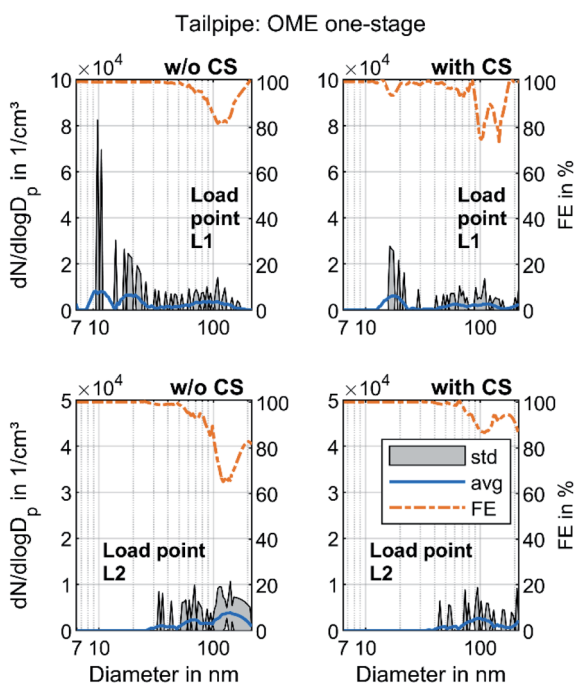 Tailpipe: OME one-stage
w/o CS
with CS
×10⁴
×10⁴
10
8
6
4
2
0
100
80
60
40
20
0
10
8
6
4
2
0
100
80
60
40
20
0
dN/dlogDₚ in 1/cm³
FE in %
Load
point
L1
Load
point
L1
7 10
100
7 10
100
w/o CS
with CS
×10⁴
×10⁴
5
4
3
2
1
0
100
80
60
40
20
0
5
4
3
2
1
0
100
80
60
40
20
0
dN/dlogDₚ in 1/cm³
FE in %
std
avg
FE
Load point
L2
Load point
L2
7 10
100
7 10
100
Diameter in nm
Diameter in nm